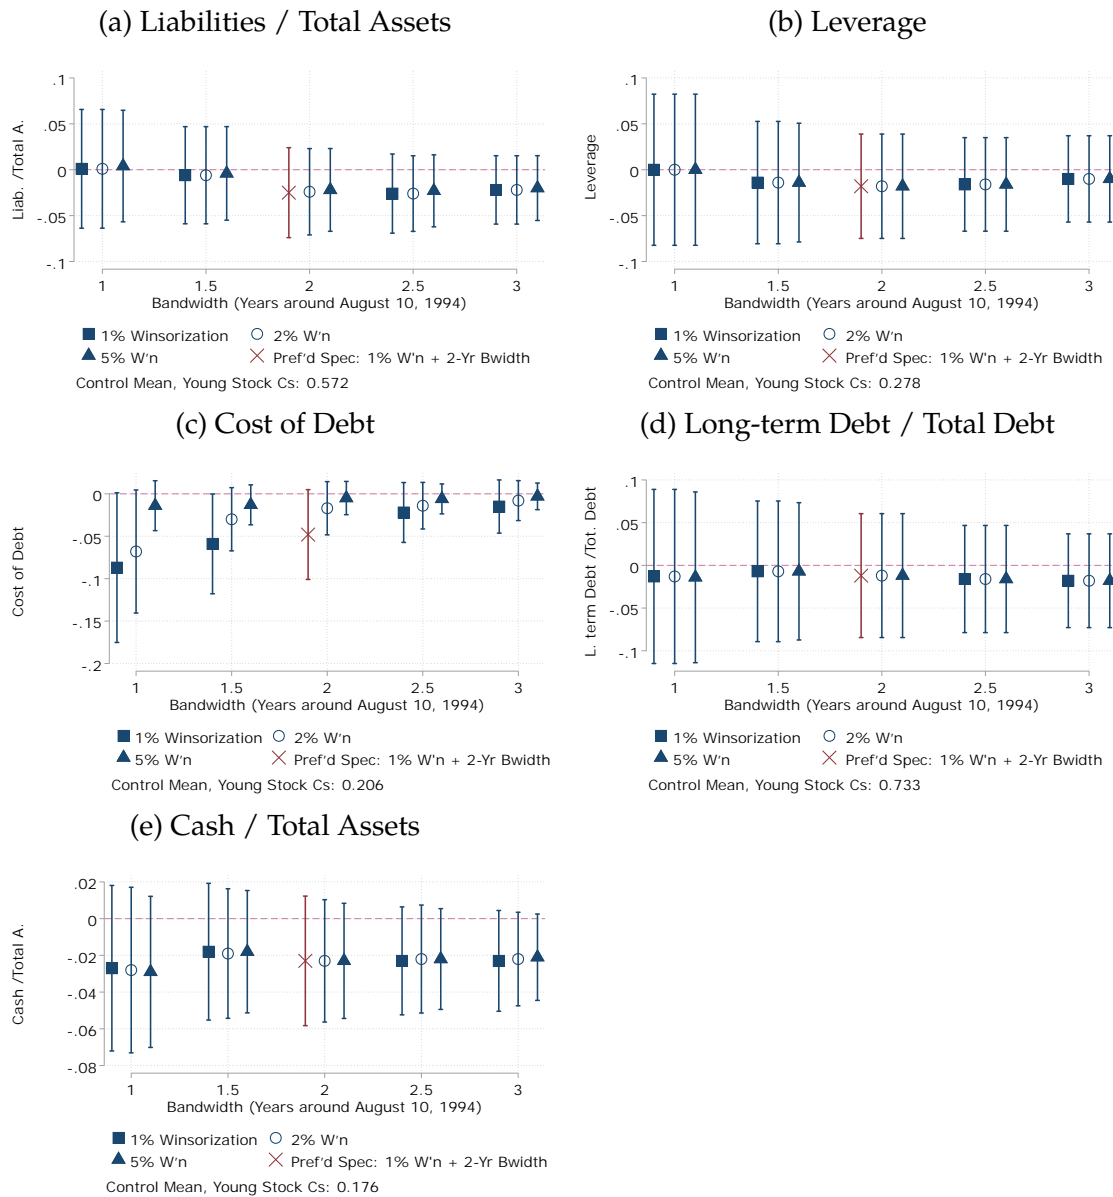 (a) Liabilities / Total Assets
.1
.05
0
-.05
-.1
Liab. /Total A.
1 1.5 2 2.5 3
Bandwidth (Years around August 10, 1994)
1% Winsorization 2% W'n
5% W'n Pref'd Spec: 1% W'n + 2-Yr Bwidth
Control Mean, Young Stock Cs: 0.572
(b) Leverage
.1
.05
0
-.05
-.1
Leverage
1 1.5 2 2.5 3
Bandwidth (Years around August 10, 1994)
1% Winsorization 2% W'n
5% W'n Pref'd Spec: 1% W'n + 2-Yr Bwidth
Control Mean, Young Stock Cs: 0.278
(c) Cost of Debt
0
-.05
-.1
-.15
-.2
Cost of Debt
1 1.5 2 2.5 3
Bandwidth (Years around August 10, 1994)
1% Winsorization 2% W'n
5% W'n Pref'd Spec: 1% W'n + 2-Yr Bwidth
Control Mean, Young Stock Cs: 0.206
(d) Long-term Debt / Total Debt
.1
.05
0
-.05
-.1
L. term Debt /Tot. Debt
1 1.5 2 2.5 3
Bandwidth (Years around August 10, 1994)
1% Winsorization 2% W'n
5% W'n Pref'd Spec: 1% W'n + 2-Yr Bwidth
Control Mean, Young Stock Cs: 0.733
(e) Cash / Total Assets
.02
0
-.02
-.04
-.06
-.08
Cash /Total A.
1 1.5 2 2.5 3
Bandwidth (Years around August 10, 1994)
1% Winsorization 2% W'n
5% W'n Pref'd Spec: 1% W'n + 2-Yr Bwidth
Control Mean, Young Stock Cs: 0.176